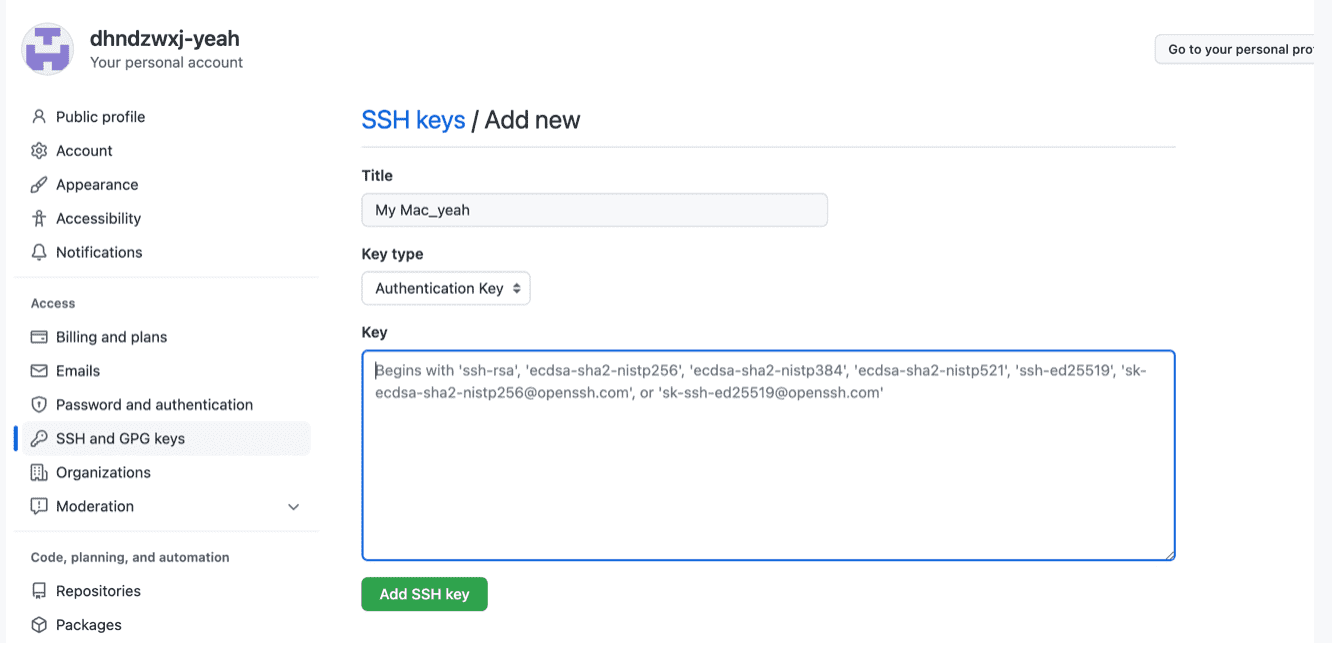 dhndzwxj-yeah
Your personal account
Go to your personal pro
Public profile
Account
Appearance
Accessibility
Notifications
Access
Billing and plans
Emails
Password and authentication
SSH and GPG keys
Organizations
Moderation
Code, planning, and automation
Repositories
Packages
SSH keys / Add new
Title
My Mac_yeah
Key type
Authentication Key
Key
Begins with 'ssh-rsa', 'ecdsa-sha2-nistp256', 'ecdsa-sha2-nistp384', 'ecdsa-sha2-nistp521', 'ssh-ed25519', 'sk-
ecdsa-sha2-nistp256@openssh.com', or 'sk-ssh-ed25519@openssh.com'
Add SSH key